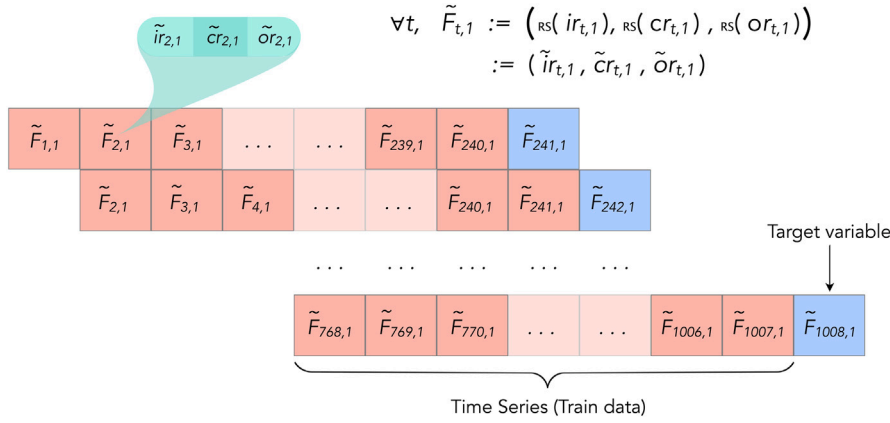 ĩr2,1 c̃r2,1 õr2,1
∀t, F̃t,1 := (RS( irt,1), RS( crt,1) , RS( ort,1))
:= ( ĩrt,1 , c̃rt,1 , õrt,1)
F̃1,1 F̃2,1 F̃3,1 . . . . . . F̃239,1 F̃240,1 F̃241,1
F̃2,1 F̃3,1 F̃4,1 . . . . . . F̃240,1 F̃241,1 F̃242,1
Target variable
. . . . . . . . . . . . . . .
F̃768,1 F̃769,1 F̃770,1 . . . . . . F̃1006,1 F̃1007,1 F̃1008,1
Time Series (Train data)